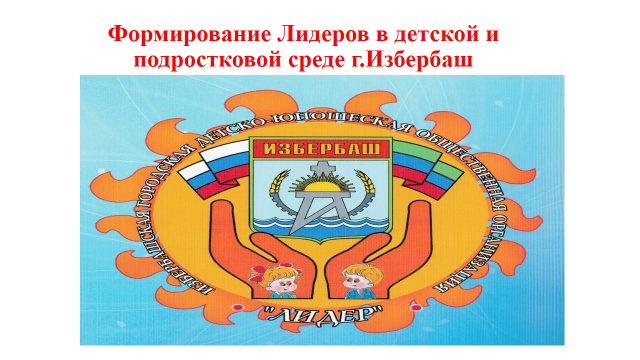 Формирование Лидеров в детской и
подростковой среде г.Избербаш
ИЗБЕРБАШСКАЯ ГОРОДСКАЯ ДЕТСКО-ЮНОШЕСКАЯ ОБЩЕСТВЕННАЯ ОРГАНИЗАЦИЯ
ИЗБЕРБАШ
"ЛИДЕР"